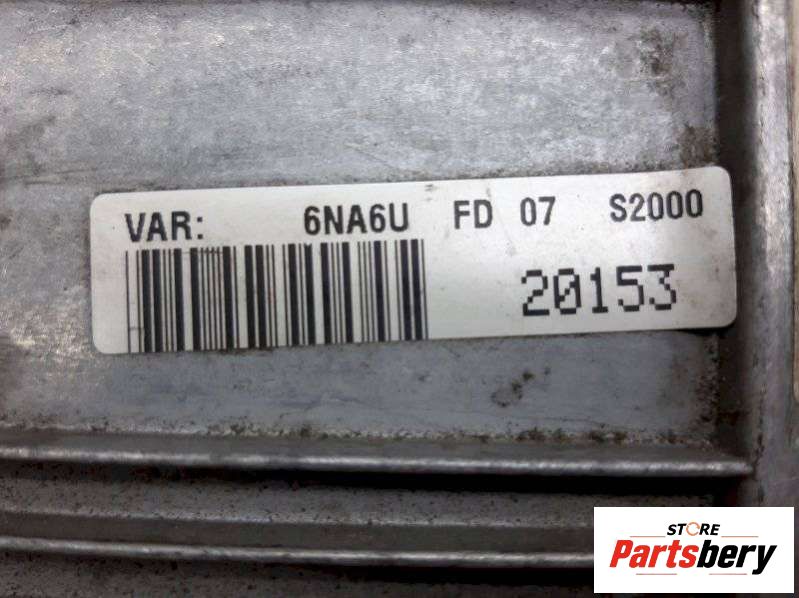 VAR: 6NA6U FD 07 S2000
20153
STORE
Partsbery